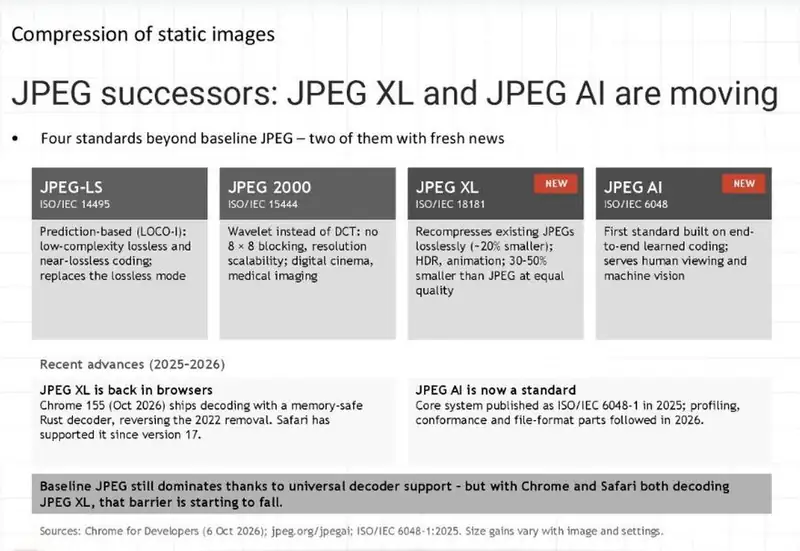 Compression of static images
JPEG successors: JPEG XL and JPEG AI are moving
• Four standards beyond baseline JPEG – two of them with fresh news
JPEG-LS
ISO/IEC 14495
Prediction-based (LOCO-I):
low-complexity lossless and
near-lossless coding;
replaces the lossless mode
JPEG 2000
ISO/IEC 15444
Wavelet instead of DCT: no
8 × 8 blocking, resolution
scalability; digital cinema,
medical imaging
JPEG XL
NEW
ISO/IEC 18181
Recompresses existing JPEGs
losslessly (~20% smaller);
HDR, animation; 30-50%
smaller than JPEG at equal
quality
JPEG AI
NEW
ISO/IEC 6048
First standard built on end-
to-end learned coding;
serves human viewing and
machine vision
Recent advances (2025-2026)
JPEG XL is back in browsers
Chrome 155 (Oct 2026) ships decoding with a memory-safe
Rust decoder, reversing the 2022 removal. Safari has
supported it since version 17.
JPEG AI is now a standard
Core system published as ISO/IEC 6048-1 in 2025; profiling,
conformance and file-format parts followed in 2026.
Baseline JPEG still dominates thanks to universal decoder support - but with Chrome and Safari both decoding
JPEG XL, that barrier is starting to fall.
Sources: Chrome for Developers (6 Oct 2026); jpeg.org/jpegai; ISO/IEC 6048-1:2025. Size gains vary with image and settings.